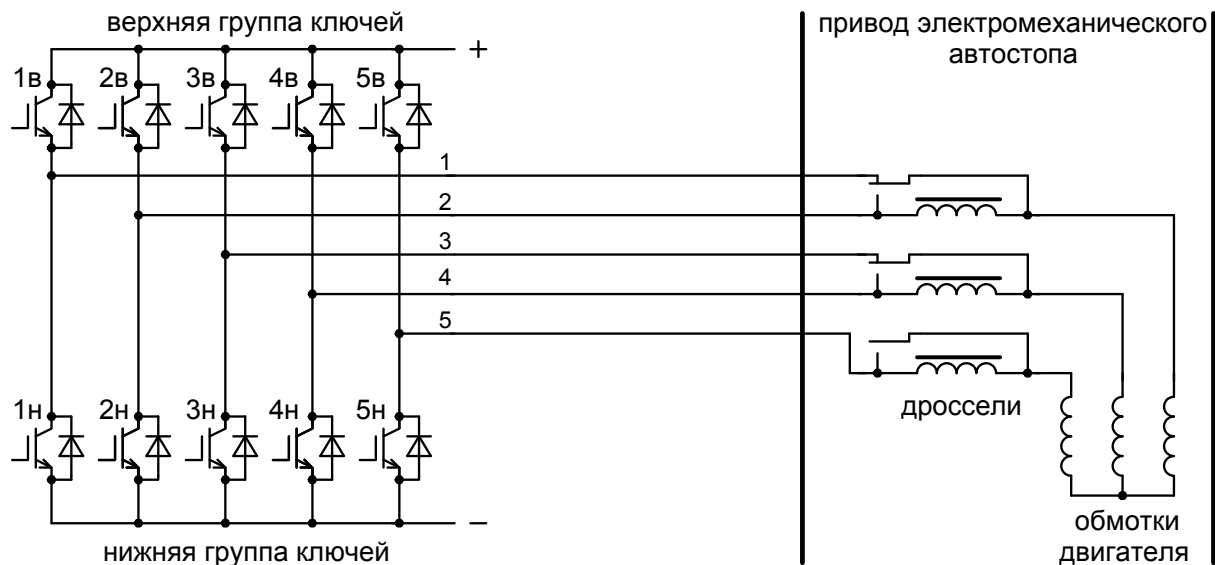 верхняя группа ключей
привод электромеханического
автостопа
+
1в 2в 3в 4в 5в
1
2
3
4
5
дроссели
1н 2н 3н 4н 5н
−
обмотки
двигателя
нижняя группа ключей